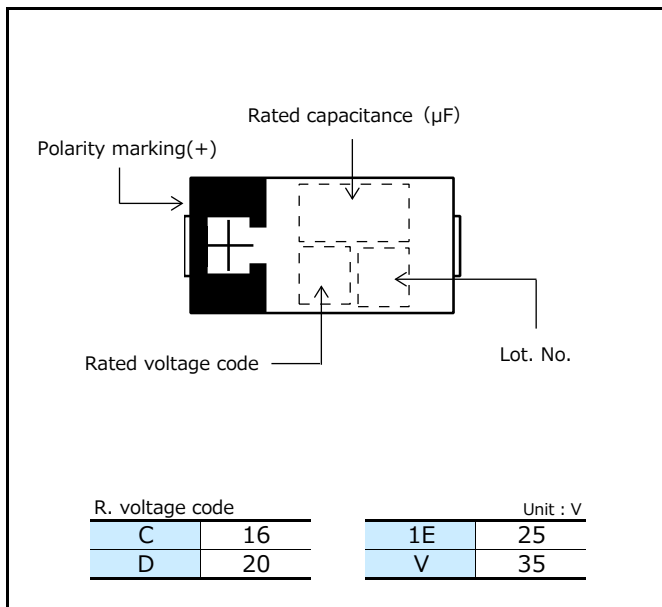 Rated capacitance (μF)
Polarity marking(+)
Rated voltage code
Lot. No.
R. voltage code
Unit : V
C 16 1E 25
D 20 V 35